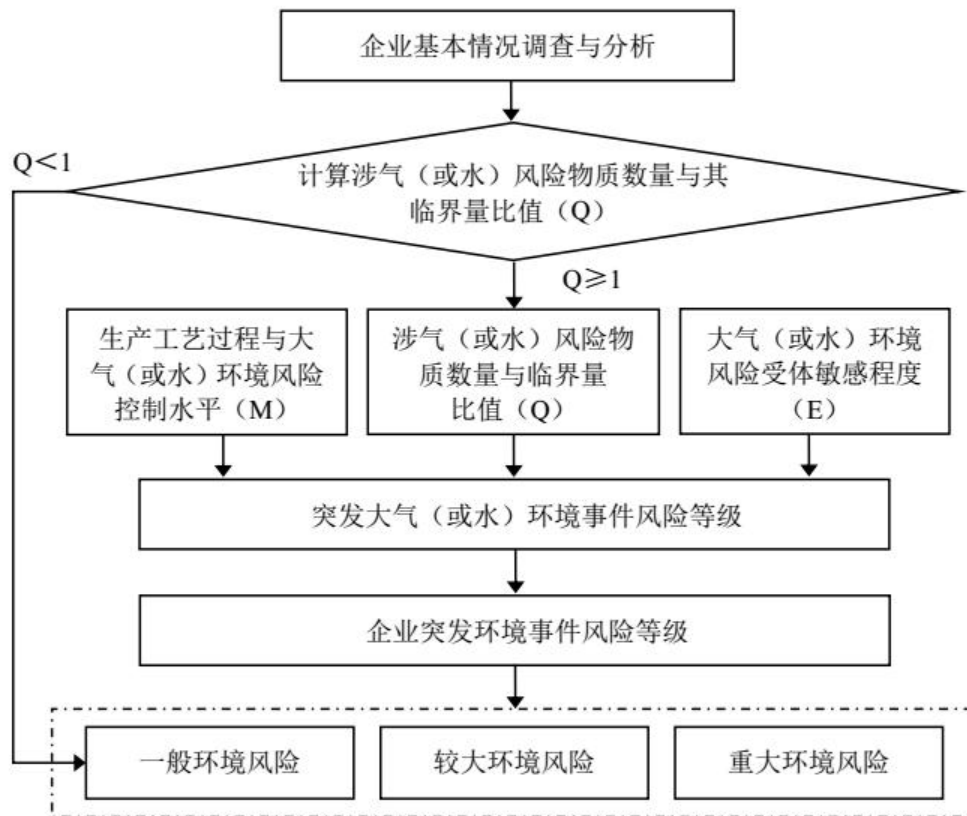 企业基本情况调查与分析
Q＜1
计算涉气（或水）风险物质数量与其
临界量比值（Q）
Q≥1
生产工艺过程与大
气（或水）环境风险
控制水平（M）
涉气（或水）风险物
质数量与临界量
比值（Q）
大气（或水）环境
风险受体敏感程度
（E）
突发大气（或水）环境事件风险等级
企业突发环境事件风险等级
一般环境风险
较大环境风险
重大环境风险